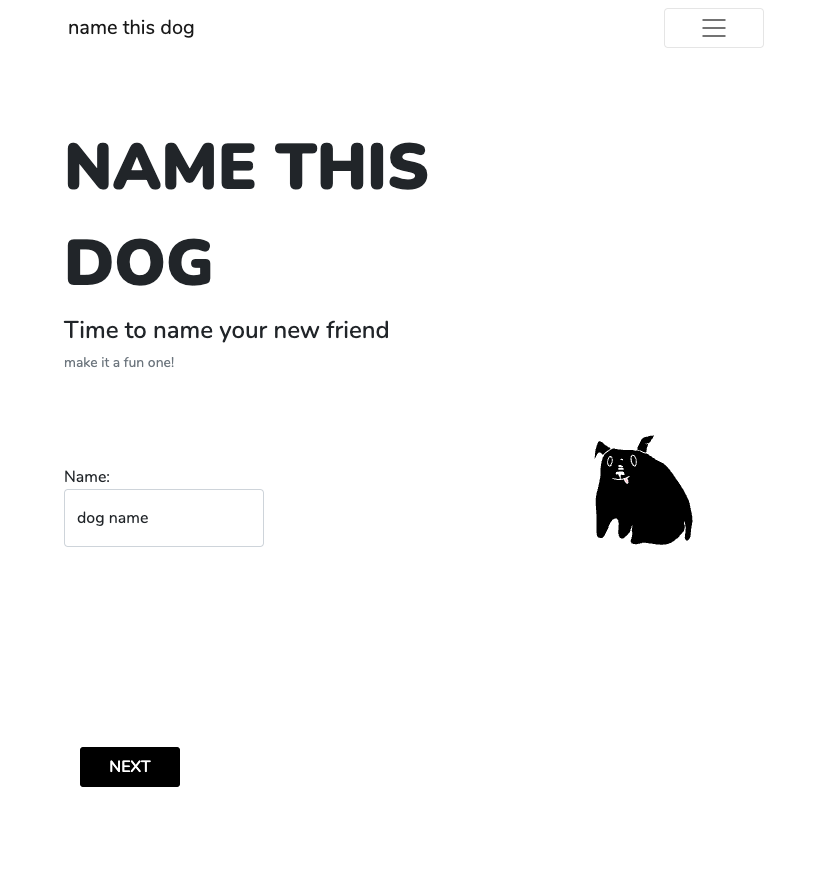 name this dog
NAME THIS
DOG
Time to name your new friend
make it a fun one!
Name:
dog name
NEXT